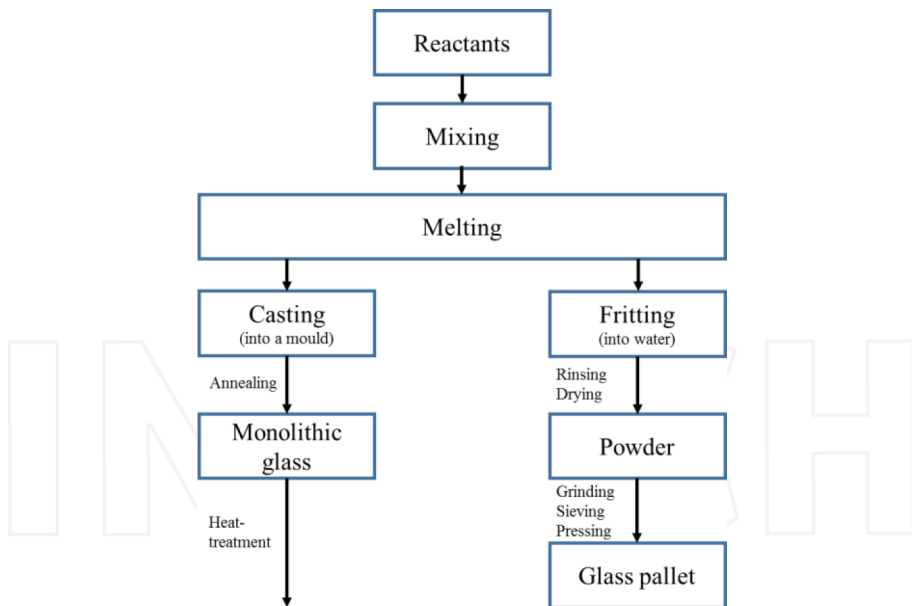 Reactants
Mixing
Melting
Casting
(into a mould)
Fritting
(into water)
Annealing
Rinsing
Drying
Monolithic
glass
Powder
Heat-
treatment
Grinding
Sieving
Pressing
Glass pallet